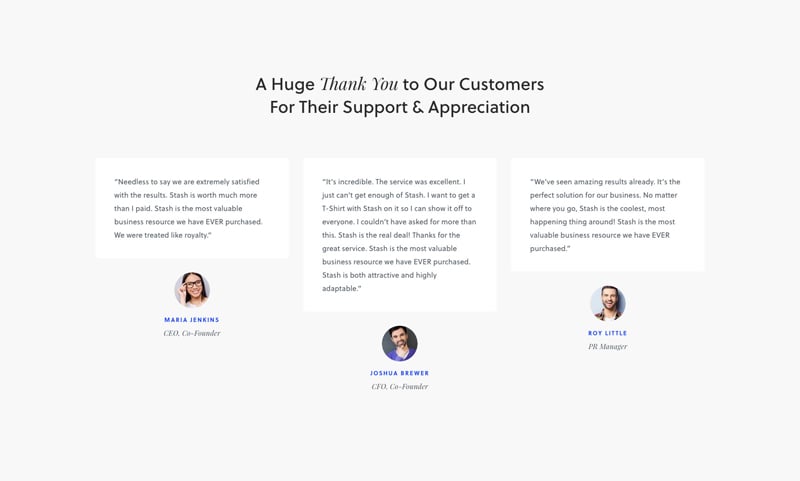 A Huge Thank You to Our Customers
For Their Support & Appreciation
“Needless to say we are extremely satisfied
with the results. Stash is worth much more
than I paid. Stash is the most valuable
business resource we have EVER purchased.
We were treated like royalty.”
MARIA JENKINS
CEO, Co-Founder
“It’s incredible. The service was excellent. I
just can’t get enough of Stash. I want to get a
T-Shirt with Stash on it so I can show it off to
everyone. I couldn’t have asked for more than
this. Stash is the real deal! Thanks for the
great service. Stash is the most valuable
business resource we have EVER purchased.
Stash is both attractive and highly
adaptable.”
JOSHUA BREWER
CFO, Co-Founder
“We’ve seen amazing results already. It’s the
perfect solution for our business. No matter
where you go, Stash is the coolest, most
happening thing around! Stash is the most
valuable business resource we have EVER
purchased.”
ROY LITTLE
PR Manager